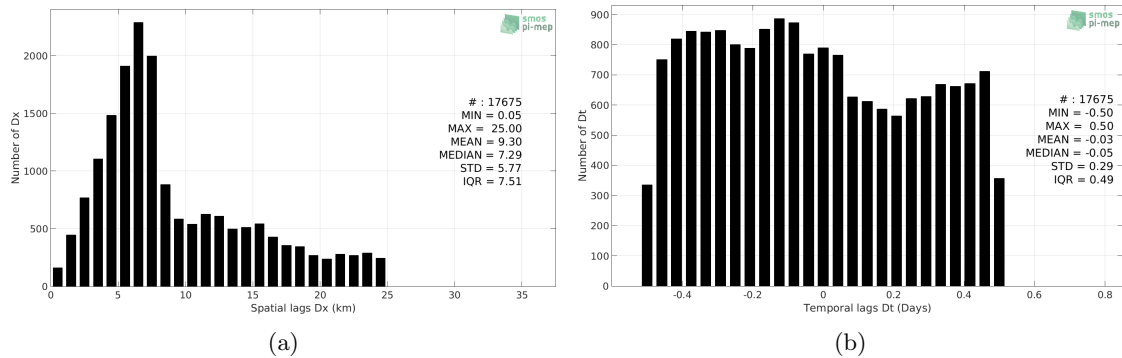 smos
pi-mep
Number of Dx
2000
1500
1000
500
0
# : 17675
MIN = 0.05
MAX = 25.00
MEAN = 9.30
MEDIAN = 7.29
STD = 5.77
IQR = 7.51
0 5 10 15 20 25 30 35
Spatial lags Dx (km)
(a)
smos
pi-mep
Number of Dt
900
800
700
600
500
400
300
200
100
0
# : 17675
MIN = -0.50
MAX = 0.50
MEAN = -0.03
MEDIAN = -0.05
STD = 0.29
IQR = 0.49
-0.4 -0.2 0 0.2 0.4 0.6 0.8
Temporal lags Dt (Days)
(b)